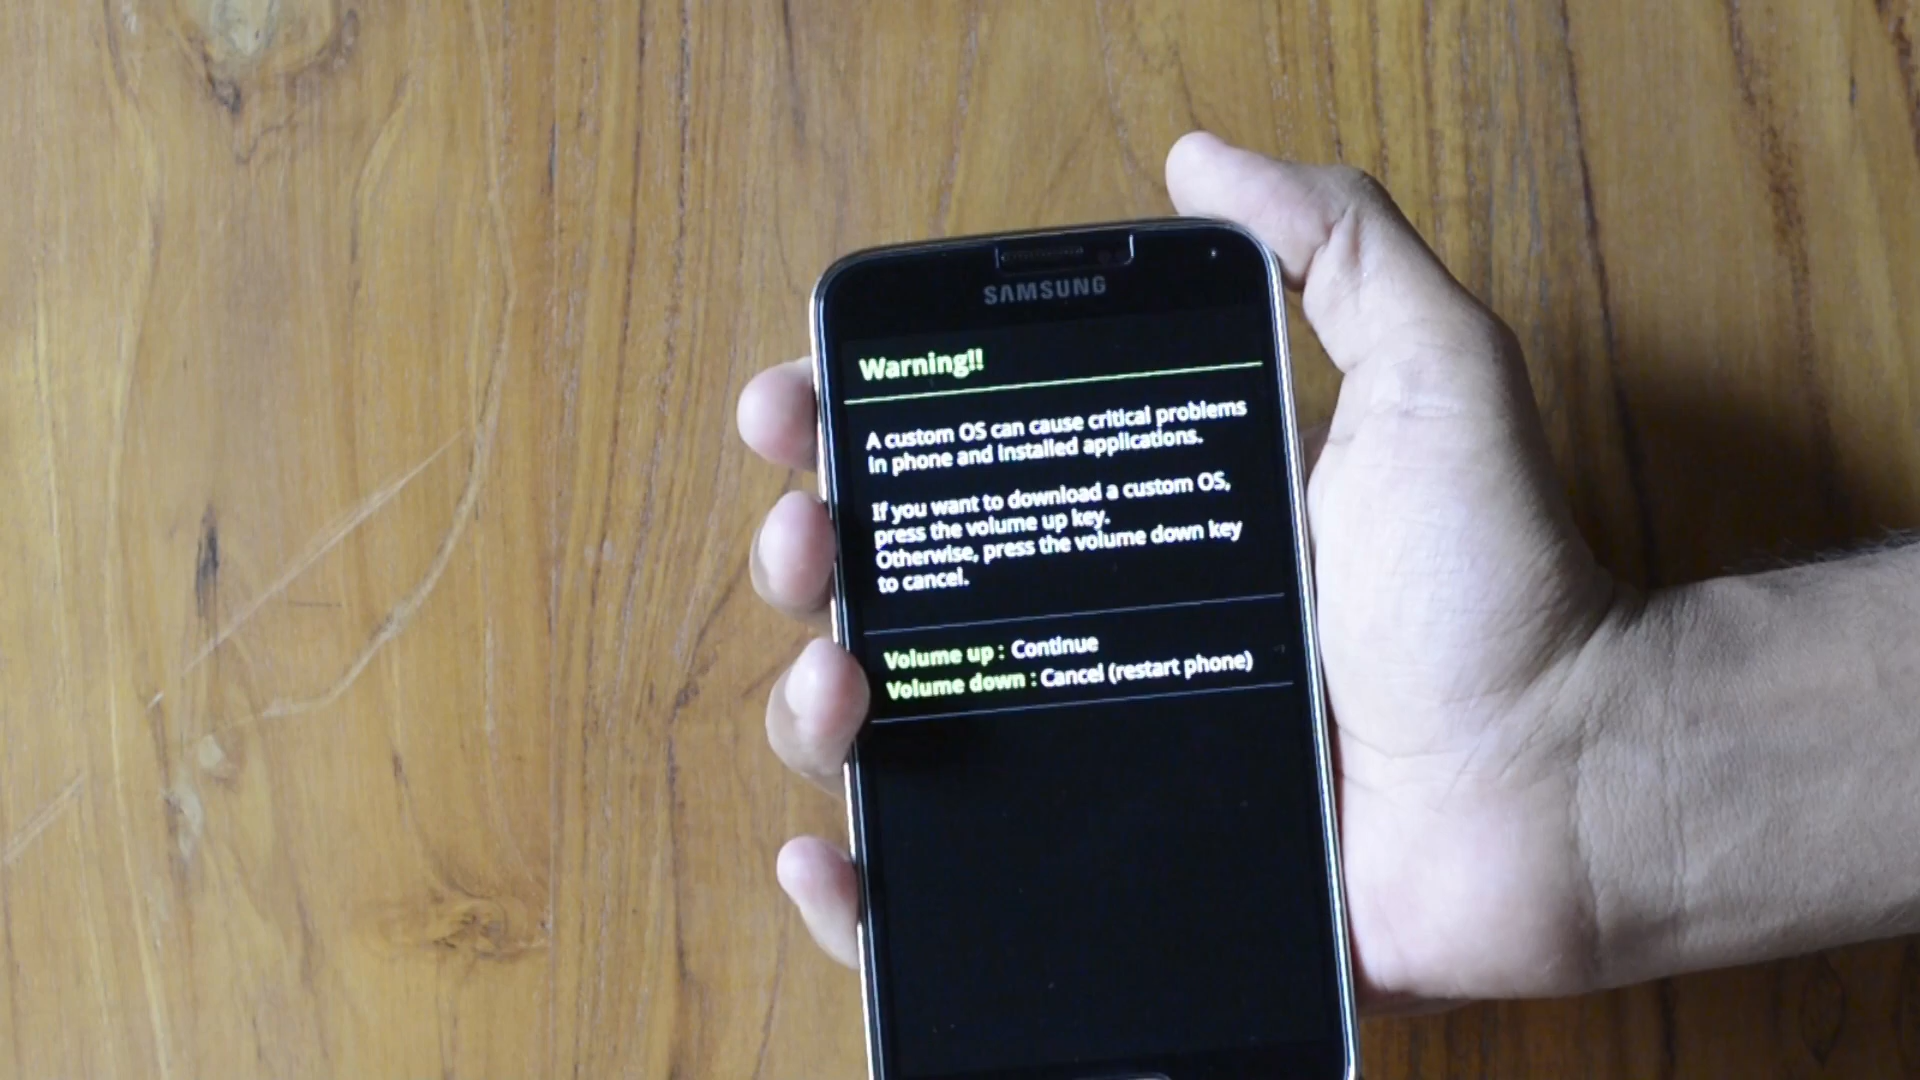 SAMSUNG
Warning!!
A custom OS can cause critical problems
in phone and installed applications.
If you want to download a custom OS,
press the volume up key.
Otherwise, press the volume down key
to cancel.
Volume up : Continue
Volume down : Cancel (restart phone)